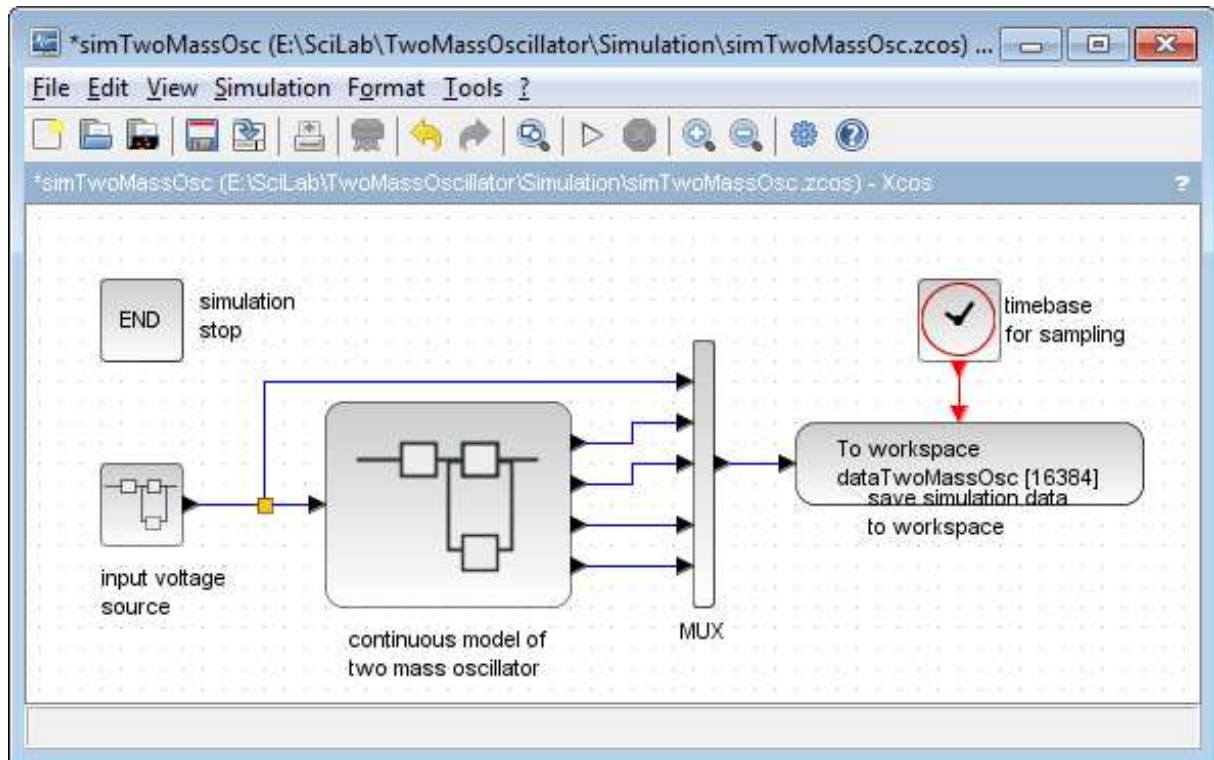 *simTwoMassOsc (E:\SciLab\TwoMassOscillator\Simulation\simTwoMassOsc.zcos) ...
File Edit View Simulation Format Tools ?
*simTwoMassOsc (E:\SciLab\TwoMassOscillator\Simulation\simTwoMassOsc.zcos) - Xcos ?
END
simulation
stop
timebase
for sampling
To workspace
dataTwoMassOsc [16384]
save simulation data
to workspace
input voltage
source
continuous model of
two mass oscillator
MUX